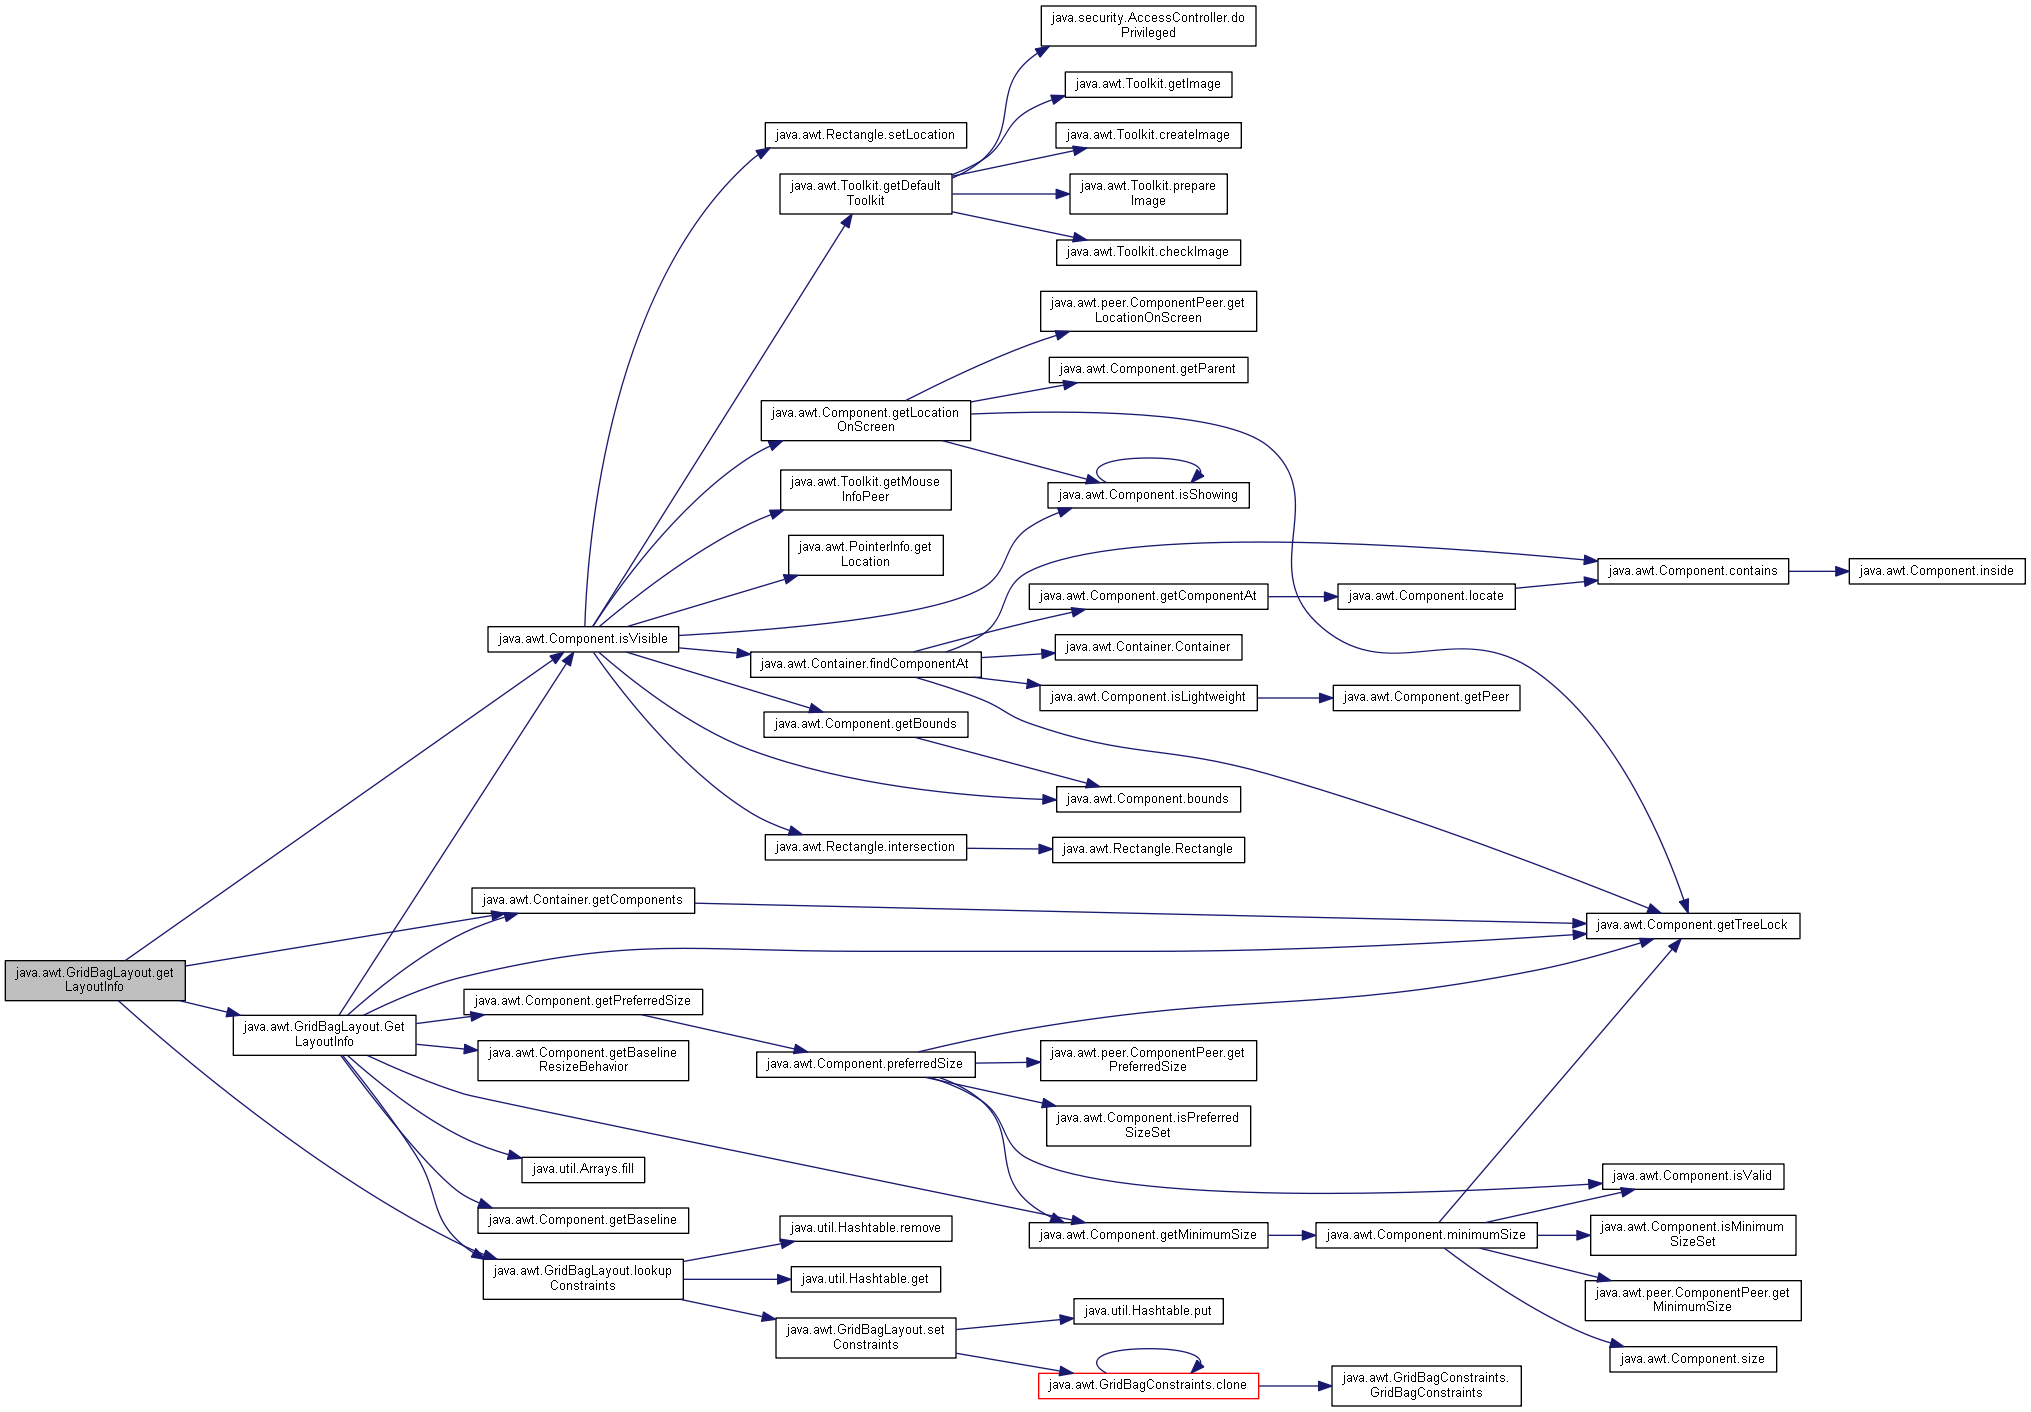 java.security.AccessController.do
Privileged
java.awt.Toolkit.getImage
java.awt.Rectangle.setLocation
java.awt.Toolkit.createImage
java.awt.Toolkit.getDefault
Toolkit
java.awt.Toolkit.prepare
Image
java.awt.Toolkit.checkImage
java.awt.peer.ComponentPeer.get
LocationOnScreen
java.awt.Component.getParent
java.awt.Component.getLocation
OnScreen
java.awt.Toolkit.getMouse
InfoPeer
java.awt.Component.isShowing
java.awt.PointerInfo.get
Location
java.awt.Component.contains
java.awt.Component.inside
java.awt.Component.getComponentAt
java.awt.Component.locate
java.awt.Component.isVisible
java.awt.Container.Container
java.awt.Container.findComponentAt
java.awt.Component.isLightweight
java.awt.Component.getPeer
java.awt.Component.getBounds
java.awt.Component.bounds
java.awt.Rectangle.intersection
java.awt.Rectangle.Rectangle
java.awt.Container.getComponents
java.awt.Component.getTreeLock
java.awt.GridBagLayout.get
LayoutInfo
java.awt.Component.getPreferredSize
java.awt.GridBagLayout.Get
LayoutInfo
java.awt.Component.getBaseline
ResizeBehavior
java.awt.Component.preferredSize
java.awt.peer.ComponentPeer.get
PreferredSize
java.awt.Component.isPreferred
SizeSet
java.util.Arrays.fill
java.awt.Component.isValid
java.awt.Component.getBaseline
java.util.Hashtable.remove
java.awt.Component.getMinimumSize
java.awt.Component.minimumSize
java.awt.Component.isMinimum
SizeSet
java.awt.GridBagLayout.lookup
Constraints
java.util.Hashtable.get
java.awt.peer.ComponentPeer.get
MinimumSize
java.util.Hashtable.put
java.awt.GridBagLayout.set
Constraints
java.awt.Component.size
java.awt.GridBagConstraints.clone
java.awt.GridBagConstraints.
GridBagConstraints